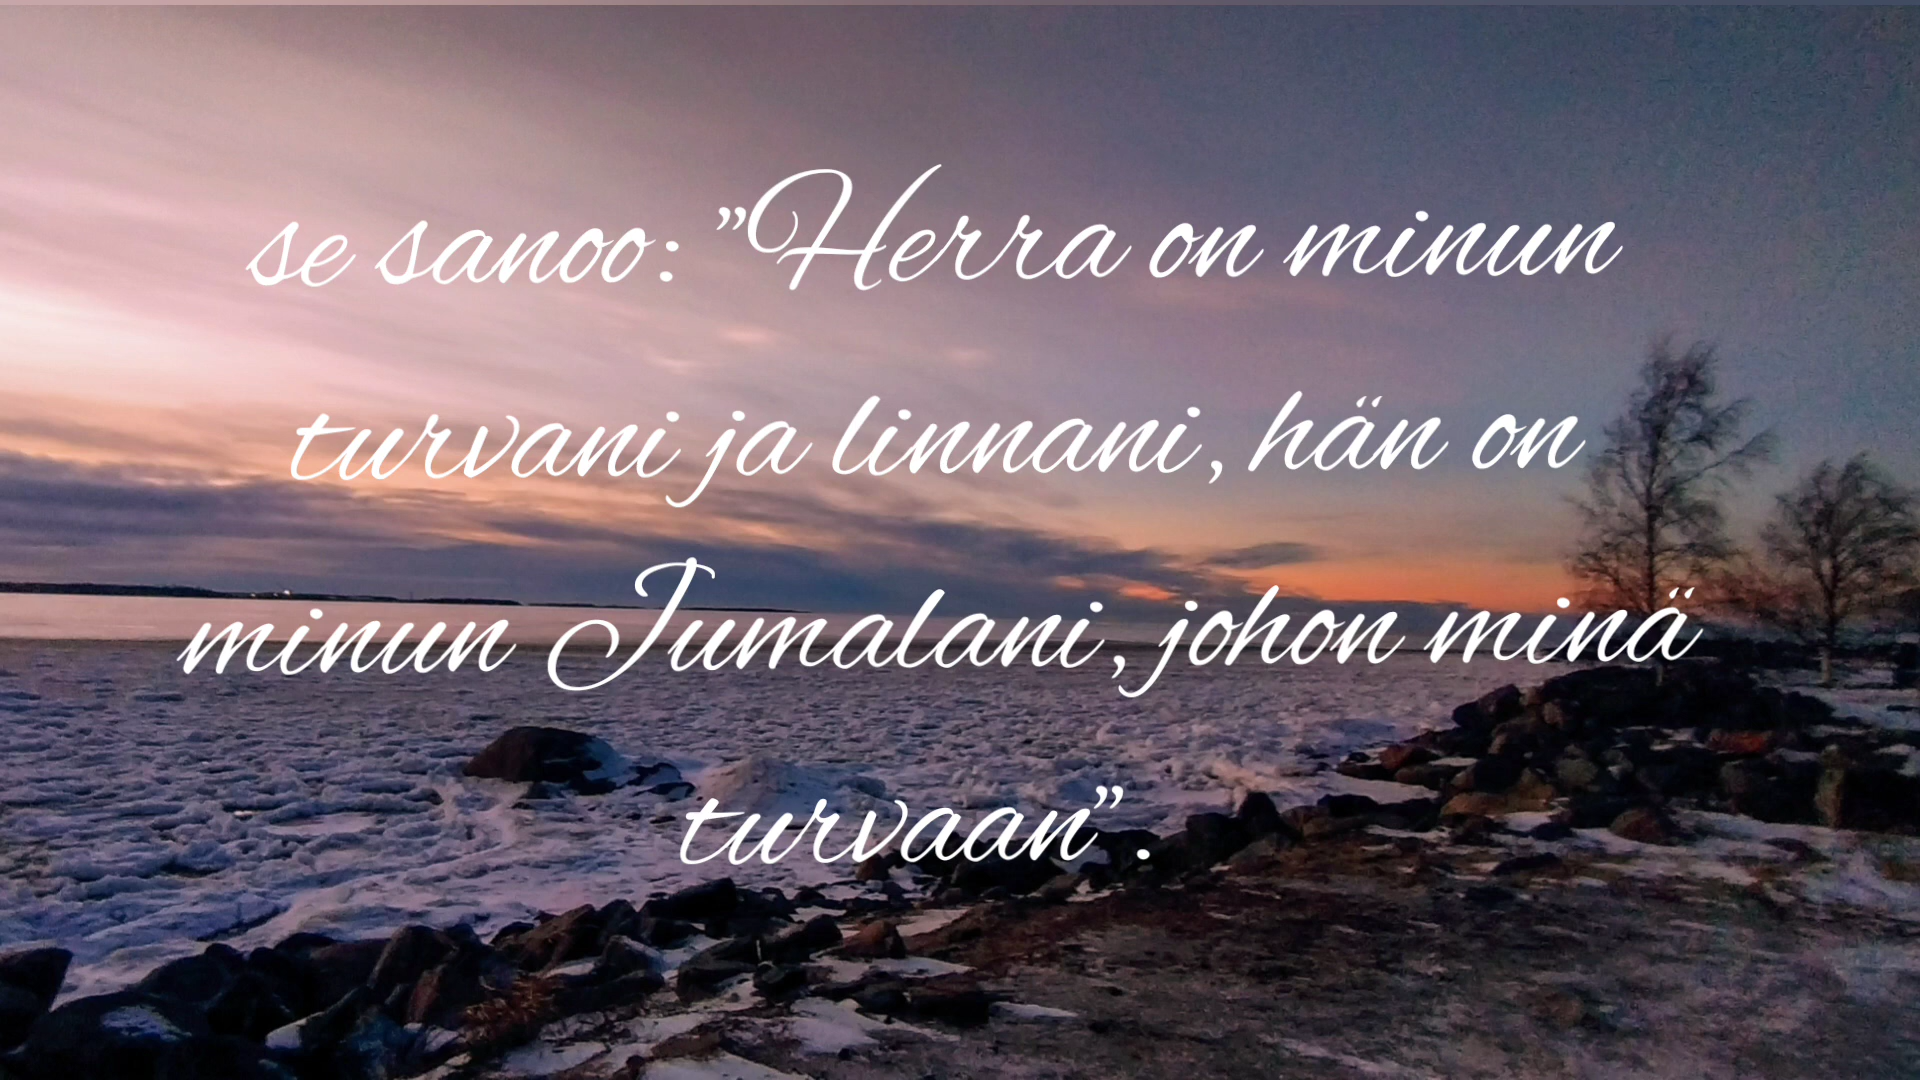 se sanoo: ”Herra on minun
turvani ja linnani, hän on
minun Jumalani, johon minä
turvaan”.